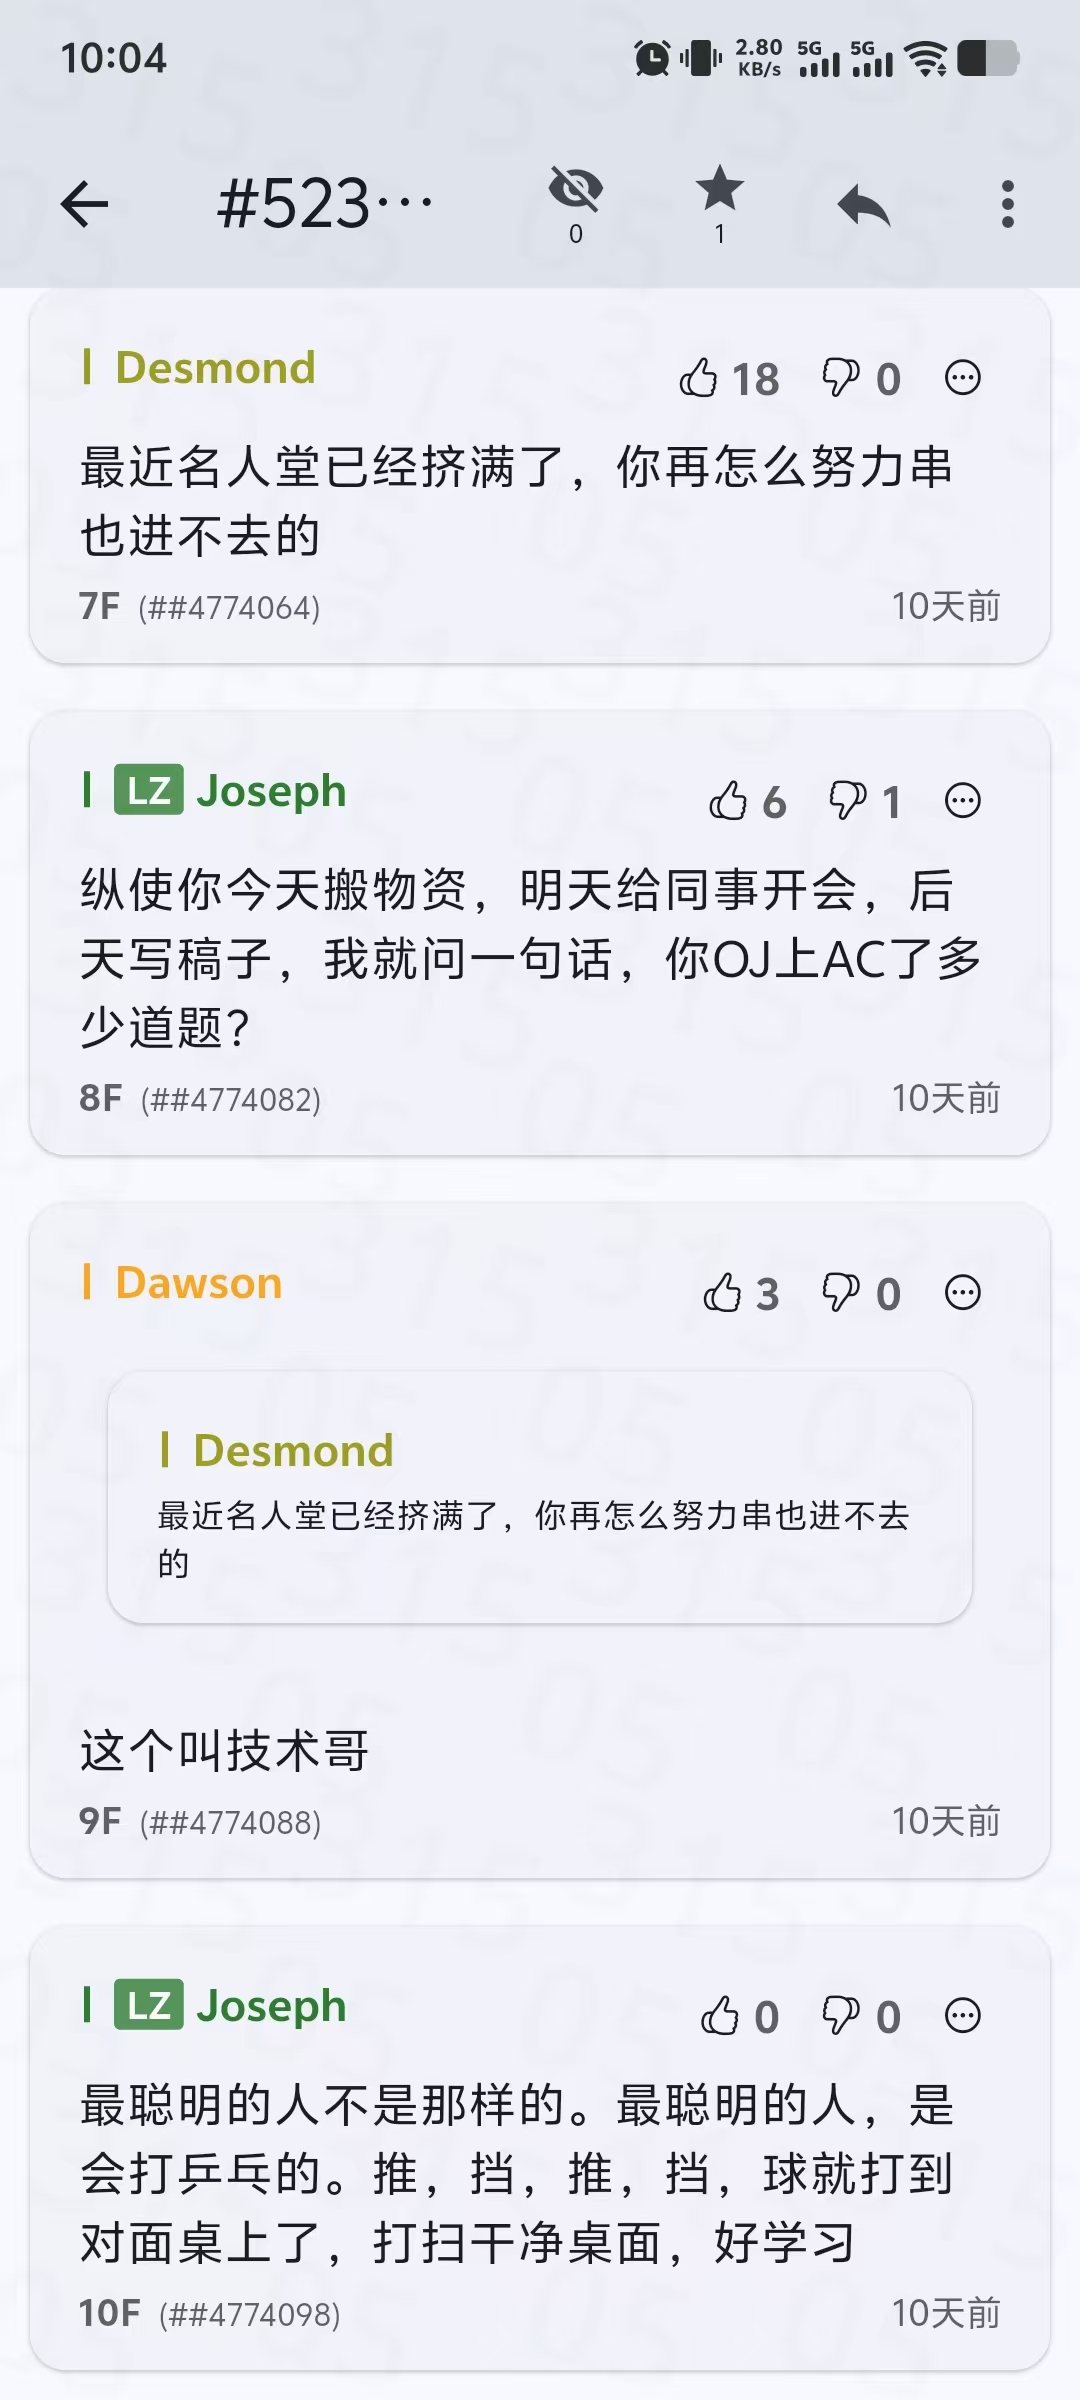 10:04
2.80
KB/s
5G
5G
#523…
0
1
Desmond
18
0
最近名人堂已经挤满了，你再怎么努力串
也进不去的
7F (##4774064)
10天前
LZ Joseph
6
1
纵使你今天搬物资，明天给同事开会，后
天写稿子，我就问一句话，你OJ上AC了多
少道题？
8F (##4774082)
10天前
Dawson
3
0
Desmond
最近名人堂已经挤满了，你再怎么努力串也进不去
的
这个叫技术哥
9F (##4774088)
10天前
LZ Joseph
0
0
最聪明的人不是那样的。最聪明的人，是
会打乒乓的。推，挡，推，挡，球就打到
对面桌上了，打扫干净桌面，好学习
10F (##4774098)
10天前